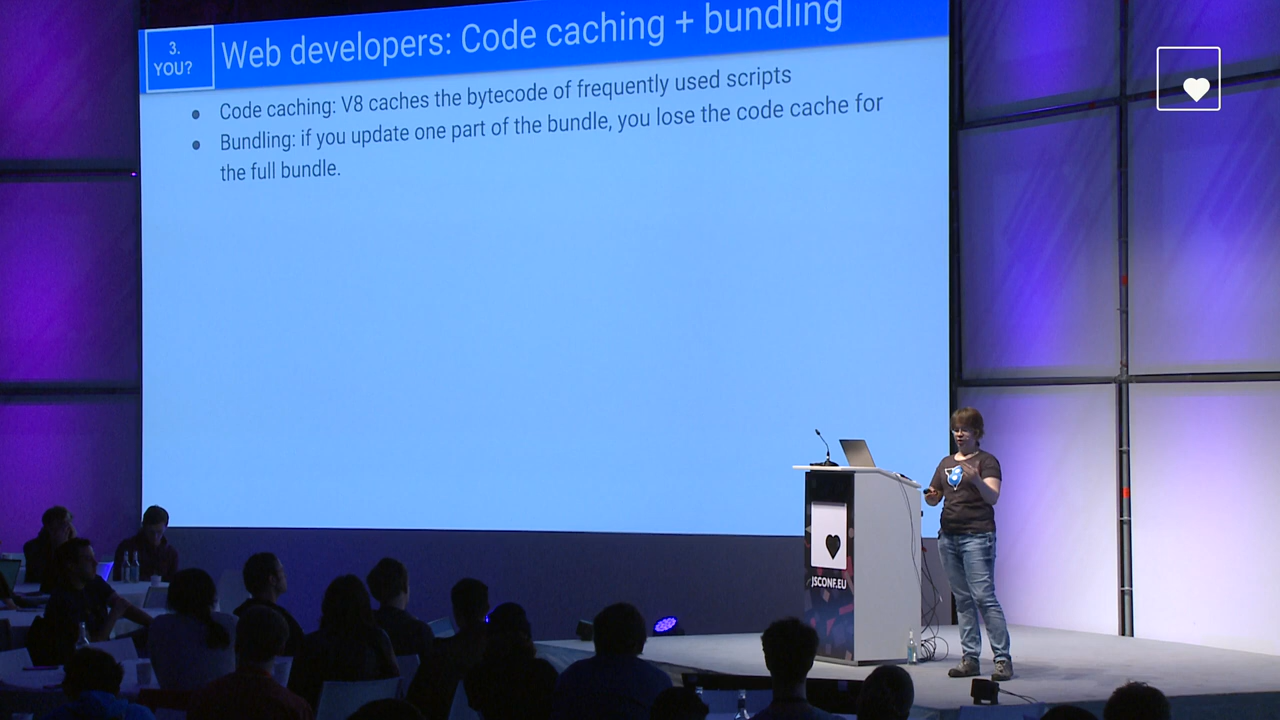 3.
YOU?
Web developers: Code caching + bundling
Code caching: V8 caches the bytecode of frequently used scripts
Bundling: if you update one part of the bundle, you lose the code cache for
the full bundle.
JSCONF.EU